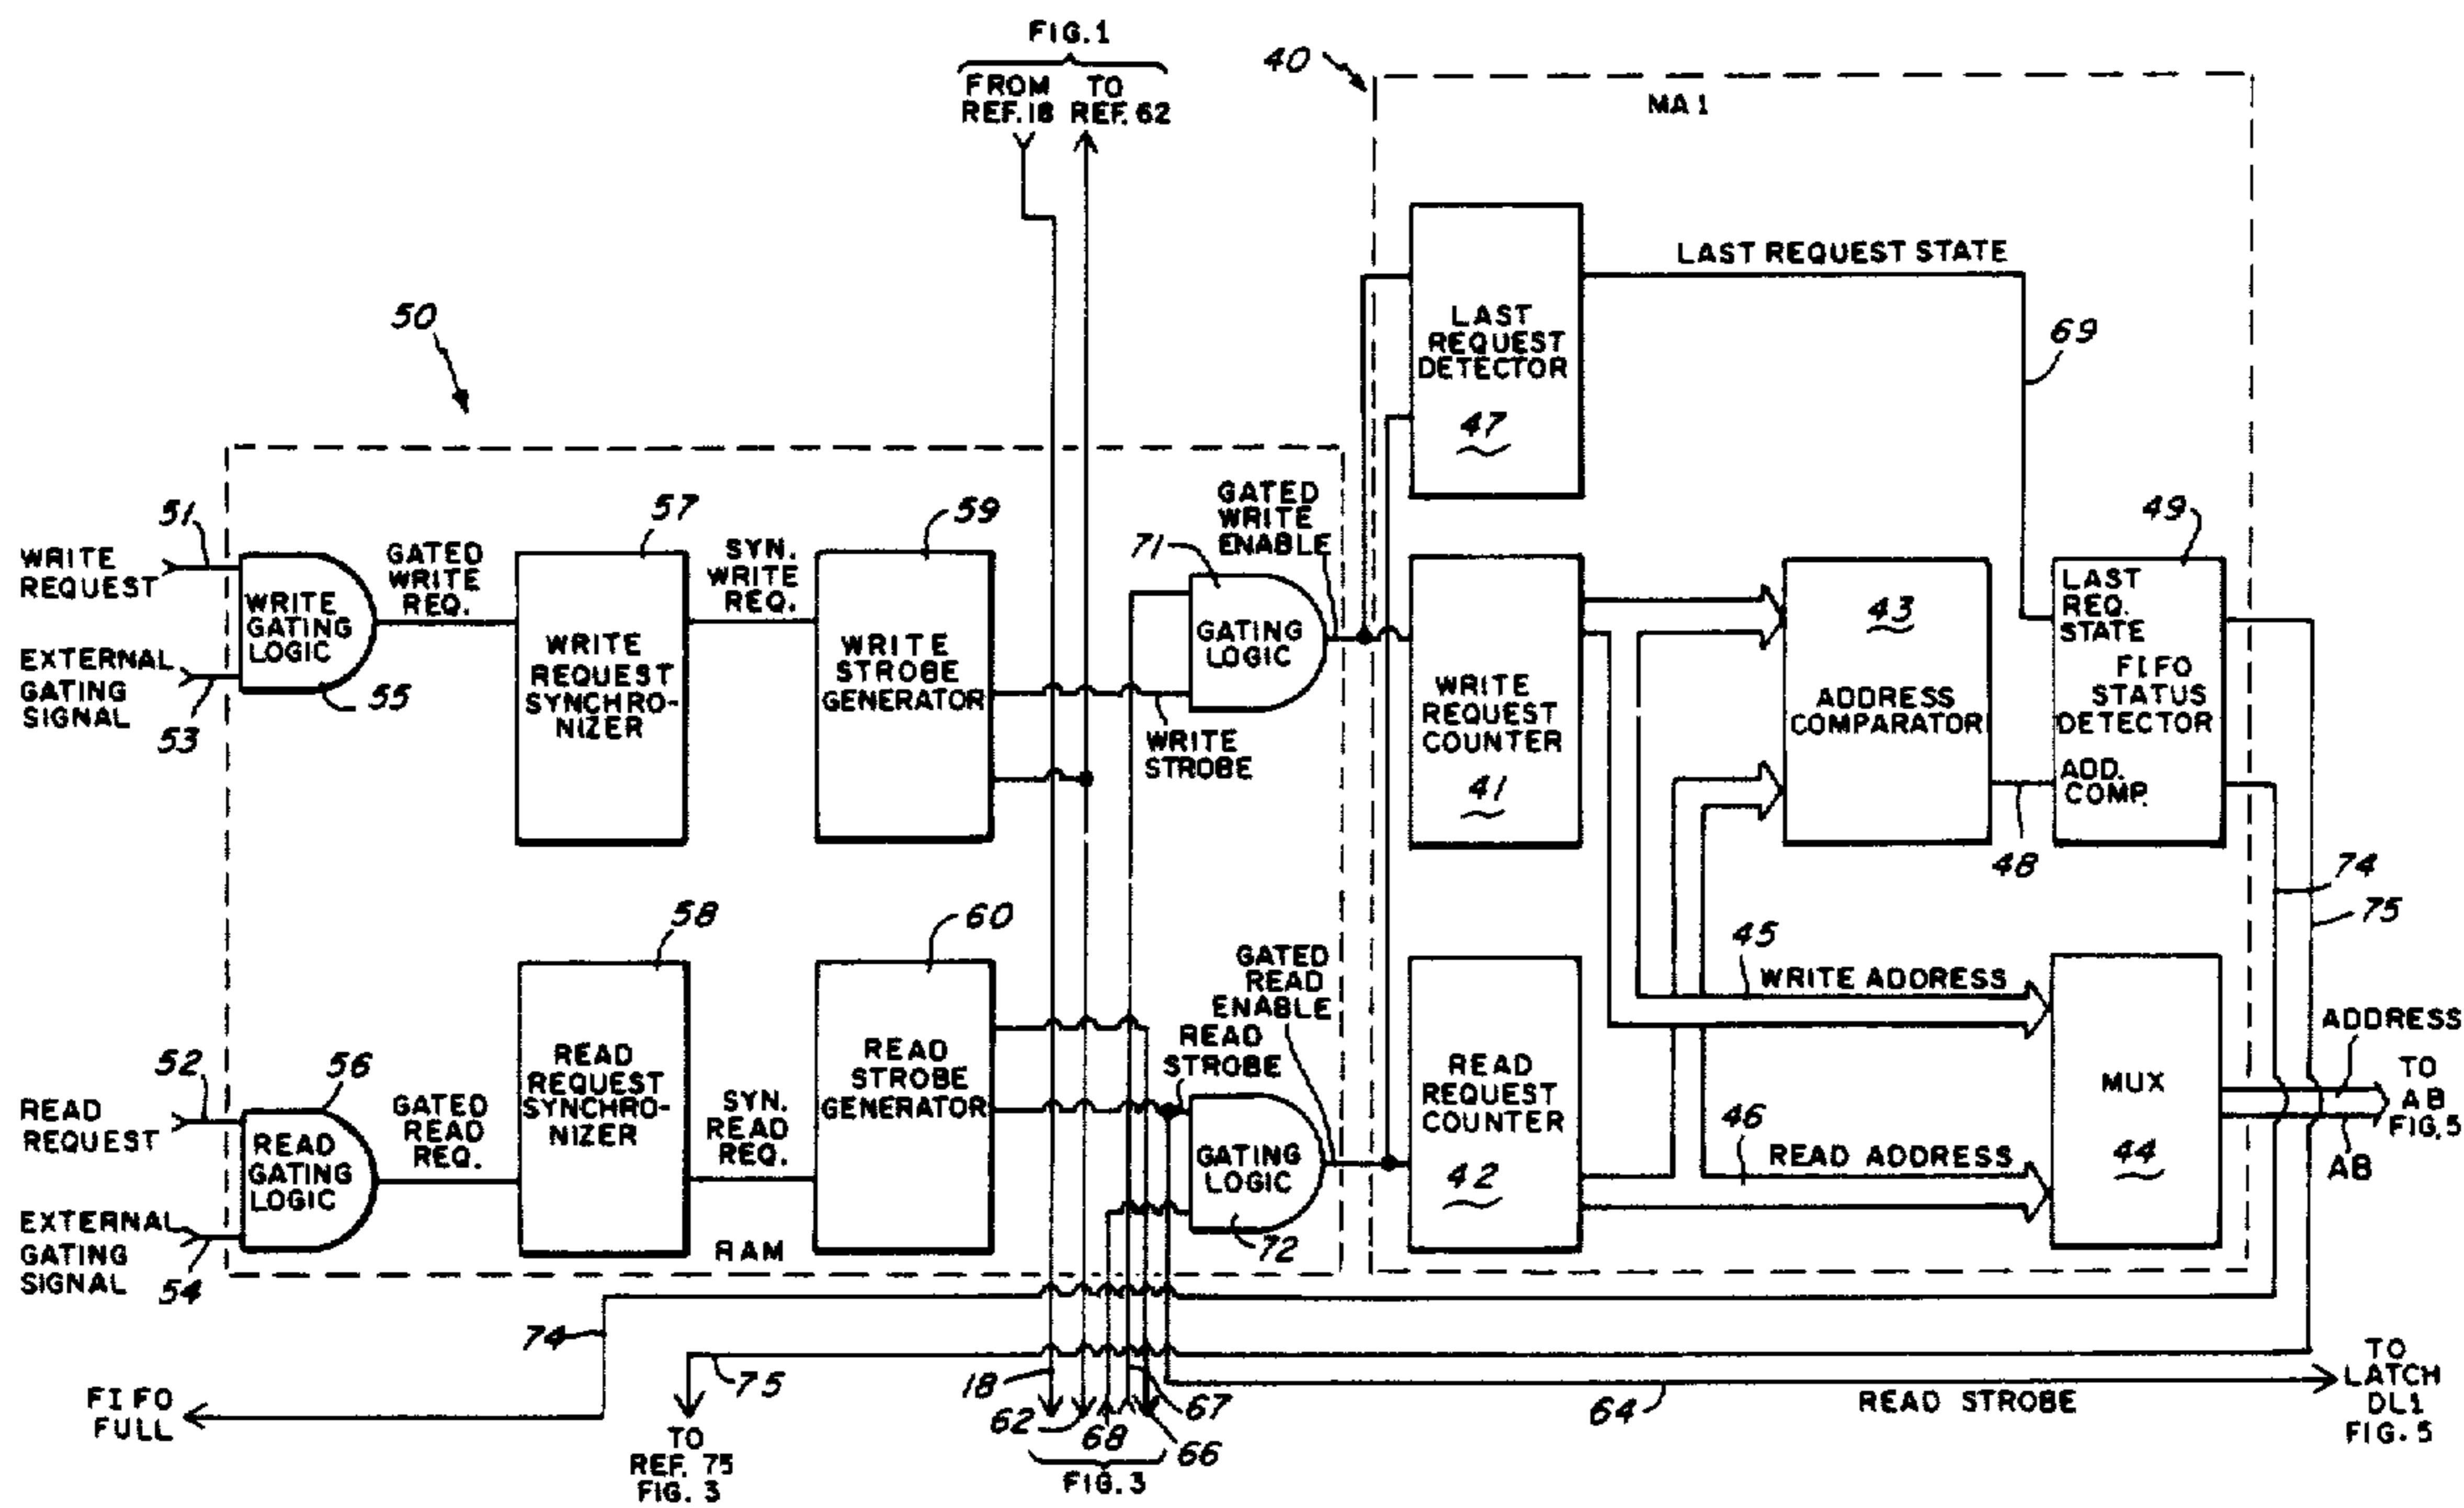 FIG. 1
FROM REF. 18
TO REF. 62
40
MA 1
50
LAST REQUEST DETECTOR
47
LAST REQUEST STATE
69
WRITE REQUEST
51
EXTERNAL GATING SIGNAL
53
WRITE GATING LOGIC
55
GATED WRITE REQ.
57
WRITE REQUEST SYNCHRO-
NIZER
SYN. WRITE REQ.
59
WRITE STROBE GENERATOR
71
GATING LOGIC
GATED WRITE ENABLE
WRITE STROBE
WRITE REQUEST COUNTER
41
43
ADDRESS COMPARATOR
48
49
LAST REQ. STATE
FIFO STATUS DETECTOR
ADD. COMP.
74
75
READ REQUEST
52
EXTERNAL GATING SIGNAL
54
56
READ GATING LOGIC
GATED READ REQ.
58
READ REQUEST SYNCHRO-
NIZER
SYN. READ REQ.
RAM
60
READ STROBE GENERATOR
READ STROBE
GATED READ ENABLE
GATING LOGIC
72
READ REQUEST COUNTER
42
45
WRITE ADDRESS
46
READ ADDRESS
MUX
44
ADDRESS
TO AB FIG. 5
AB
74
FIFO FULL
75
TO REF. 75 FIG. 3
18
62
68
67
66
FIG. 3
64
READ STROBE
TO LATCH DL1 FIG. 5